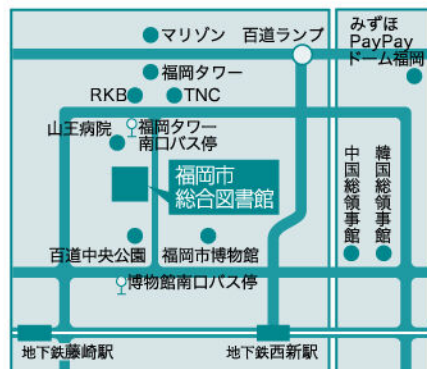 マリゾン
百道ランプ
みずほ
PayPay
ドーム福岡
福岡タワー
RKB
TNC
山王病院
福岡タワー
南口バス停
福岡市
総合図書館
中国総領事館
韓国総領事館
百道中央公園
福岡市博物館
博物館南口バス停
地下鉄藤崎駅
地下鉄西新駅